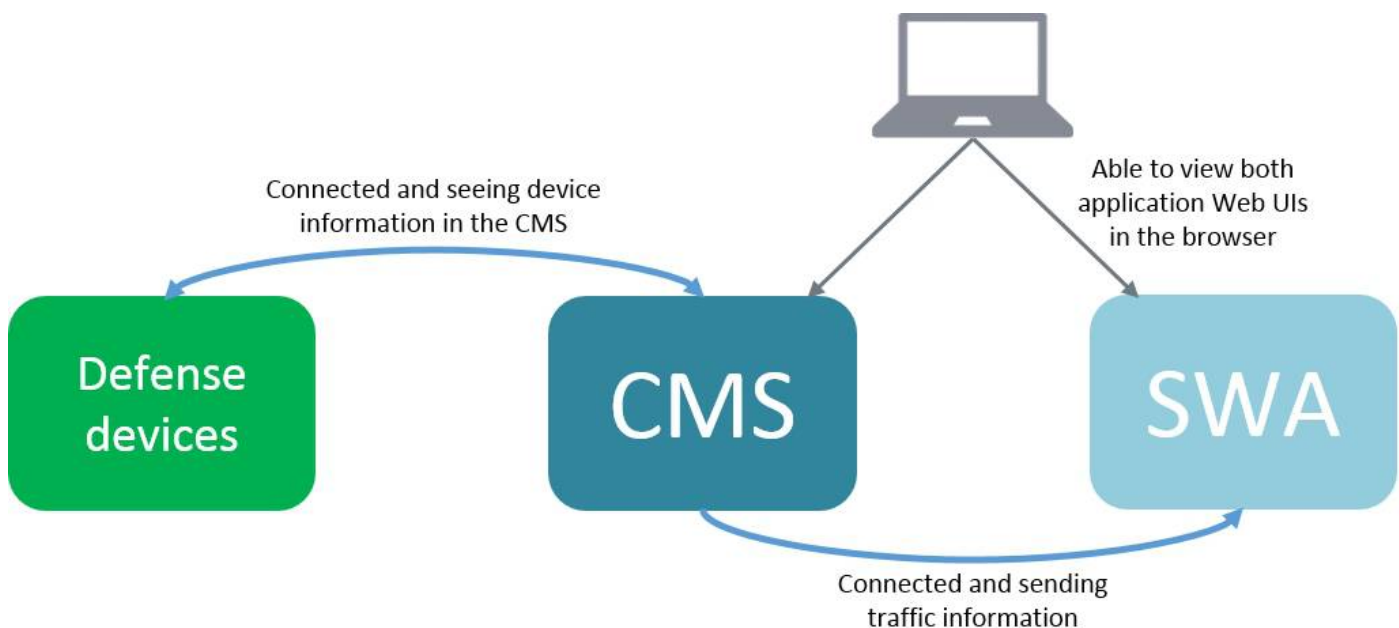 Connected and seeing device
information in the CMS
Able to view both
application Web UIs
in the browser
Defense
devices
CMS
SWA
Connected and sending
traffic information